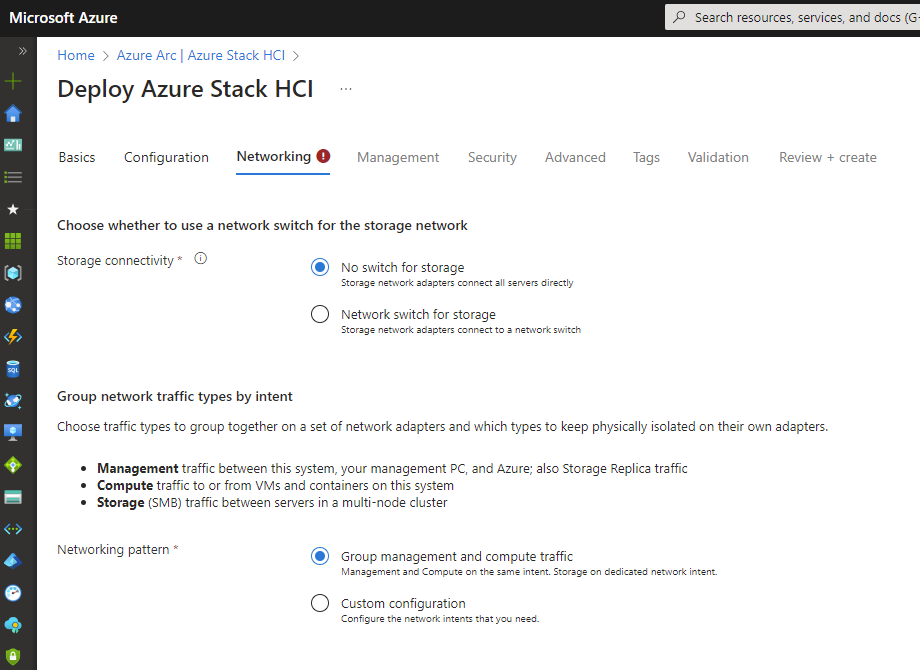 Microsoft Azure
Search resources, services, and docs (G+
Home > Azure Arc | Azure Stack HCI >
Deploy Azure Stack HCI ...
Basics Configuration Networking Management Security Advanced Tags Validation Review + create
Choose whether to use a network switch for the storage network
Storage connectivity *
No switch for storage
Storage network adapters connect all servers directly
Network switch for storage
Storage network adapters connect to a network switch
Group network traffic types by intent
Choose traffic types to group together on a set of network adapters and which types to keep physically isolated on their own adapters.
• Management traffic between this system, your management PC, and Azure; also Storage Replica traffic
• Compute traffic to or from VMs and containers on this system
• Storage (SMB) traffic between servers in a multi-node cluster
Networking pattern *
Group management and compute traffic
Management and Compute on the same intent. Storage on dedicated network intent.
Custom configuration
Configure the network intents that you need.